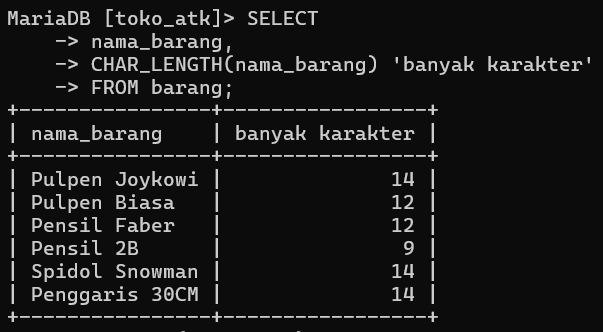 MariaDB [toko_atk]> SELECT
    -> nama_barang,
    -> CHAR_LENGTH(nama_barang) 'banyak karakter'
    -> FROM barang;
+----------------+-----------------+
| nama_barang    | banyak karakter |
+----------------+-----------------+
| Pulpen Joykowi |              14 |
| Pulpen Biasa   |              12 |
| Pensil Faber   |              12 |
| Pensil 2B      |               9 |
| Spidol Snowman |              14 |
| Penggaris 30CM |              14 |
+----------------+-----------------+